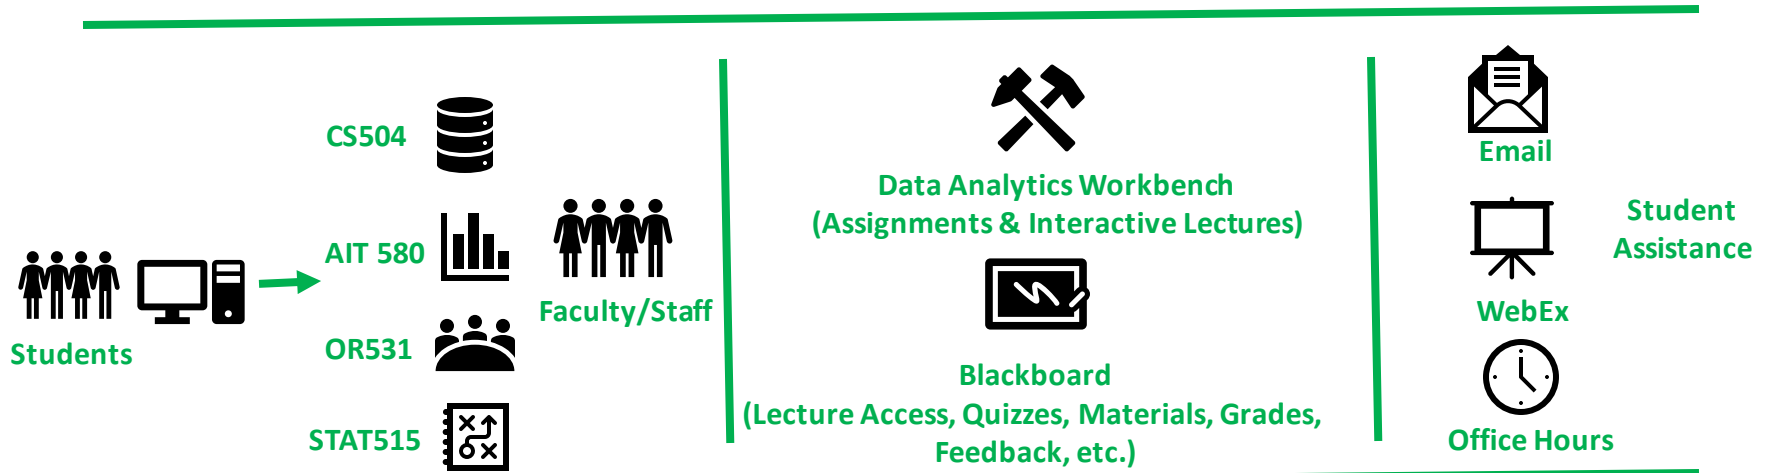 Students
CS504
AIT 580
OR531
STAT515
Faculty/Staff
Data Analytics Workbench
(Assignments & Interactive Lectures)
Blackboard
(Lecture Access, Quizzes, Materials, Grades,
Feedback, etc.)
Email
WebEx
Office Hours
Student
Assistance